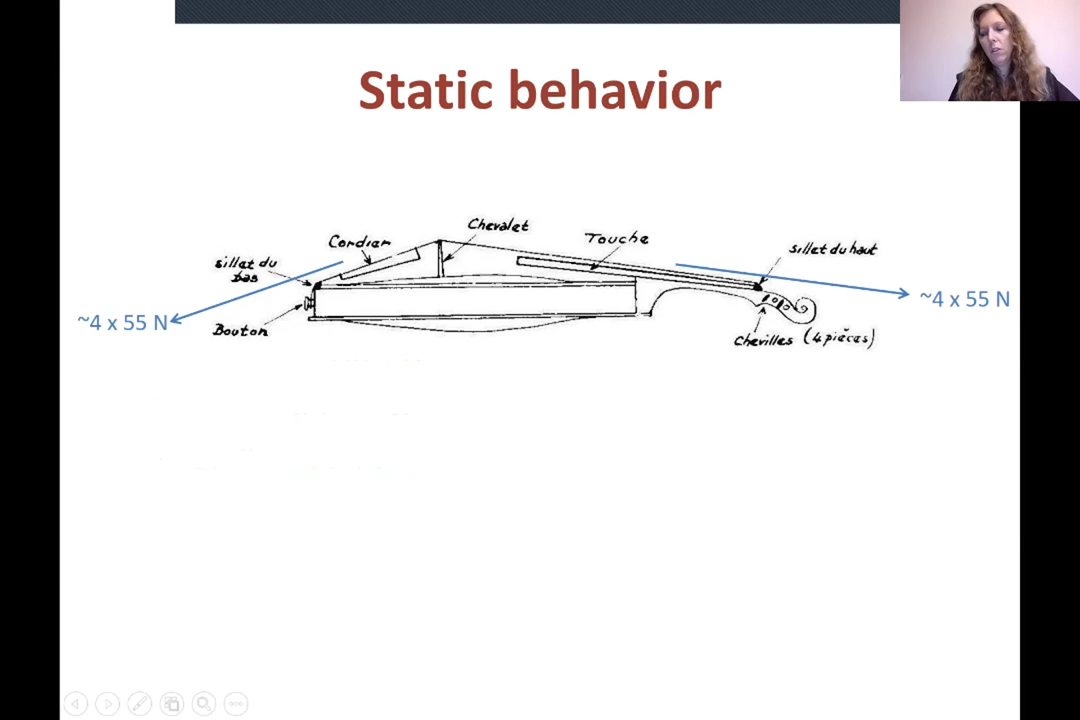 Static behavior
Chevalet
Cordier
Touche
sillet du haut
sillet du
bas
~4 x 55 N
~4 x 55 N
Bouton
Chevilles (4 pièces)